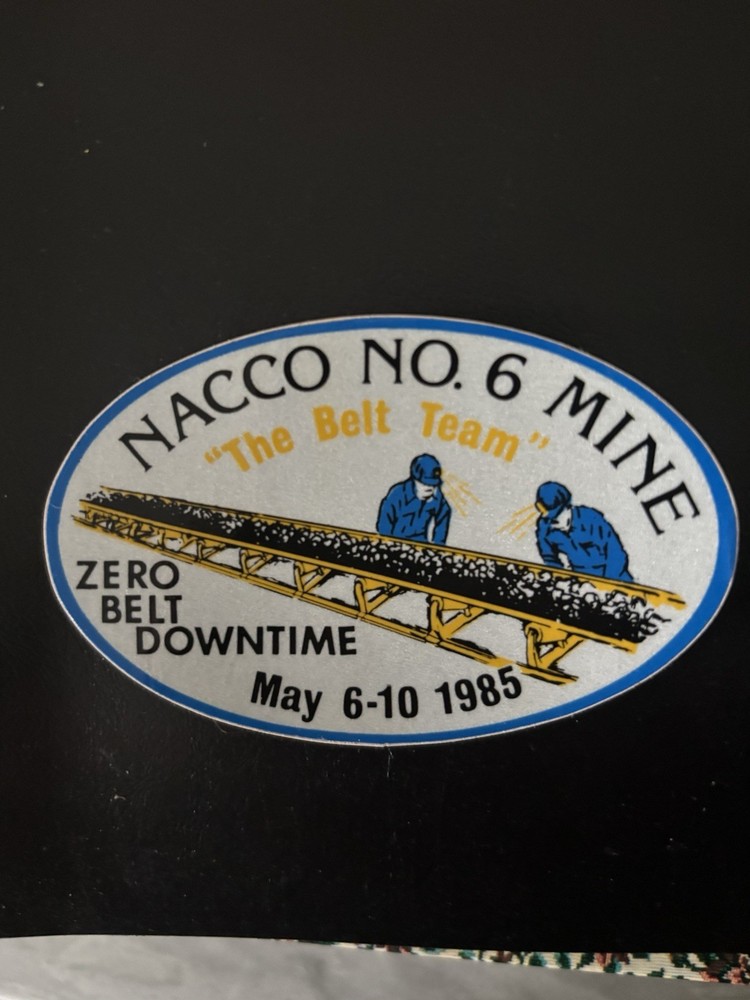 NACCO NO. 6 MINE
"The Belt Team"
ZERO
BELT
DOWNTIME
May 6-10 1985